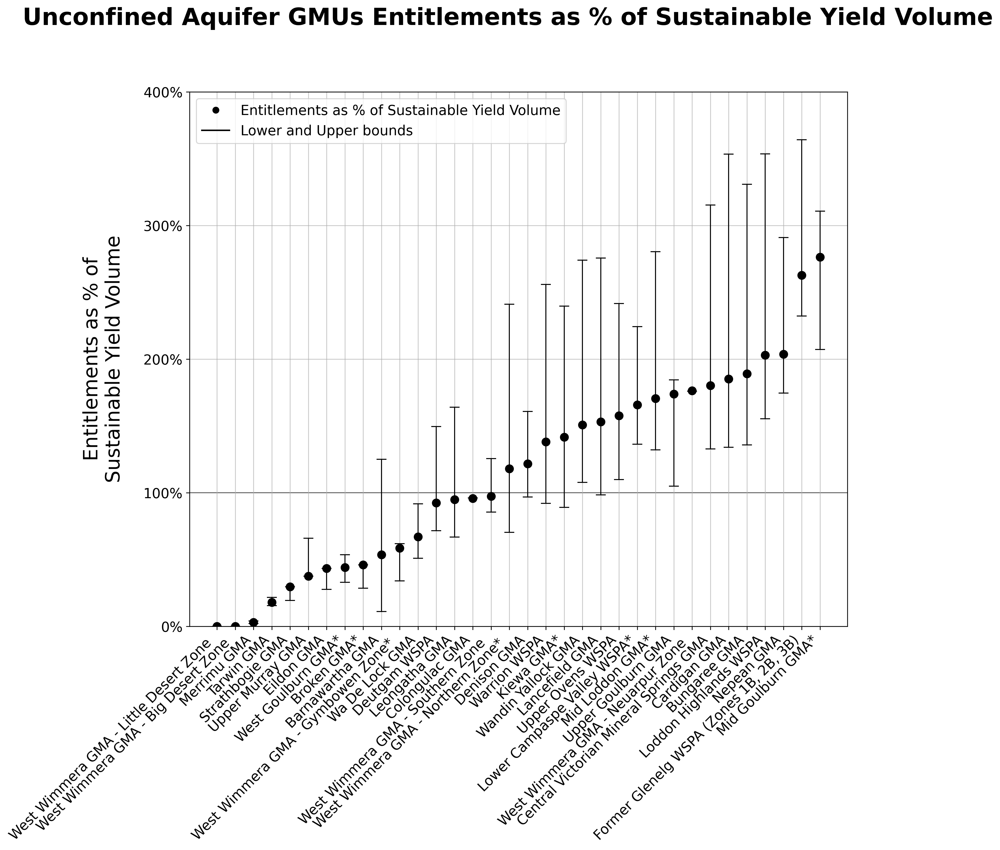 Unconfined Aquifer GMUs Entitlements as % of Sustainable Yield Volume
400%
300%
200%
100%
0%
Entitlements as % of
Sustainable Yield Volume
Entitlements as % of Sustainable Yield Volume
Lower and Upper bounds
West Wimmera GMA - Little Desert Zone
West Wimmera GMA - Big Desert Zone
Merrimu GMA
Tarwin GMA
Strathbogie GMA
Upper Murray GMA
Eildon GMA
West Goulburn GMA*
Broken GMA*
Barnawartha GMA
West Wimmera GMA - Gymbowen Zone*
Wa De Lock GMA
Deutgam WSPA
Leongatha GMA
Colongulac GMA
West Wimmera GMA - Southern Zone
West Wimmera GMA - Northern Zone*
Denison GMA
Warrion WSPA
Kiewa GMA*
Wandin Yallock GMA
Lancefield GMA
Upper Ovens WSPA
Lower Campaspe Valley WSPA*
Mid Loddon GMA*
Upper Goulburn GMA
West Wimmera GMA - Neuarpur Zone
Central Victorian Mineral Springs GMA
Cardigan GMA
Bungaree GMA
Loddon Highlands WSPA
Nepean GMA
Former Glenelg WSPA (Zones 1B, 2B, 3B)
Mid Goulburn GMA*